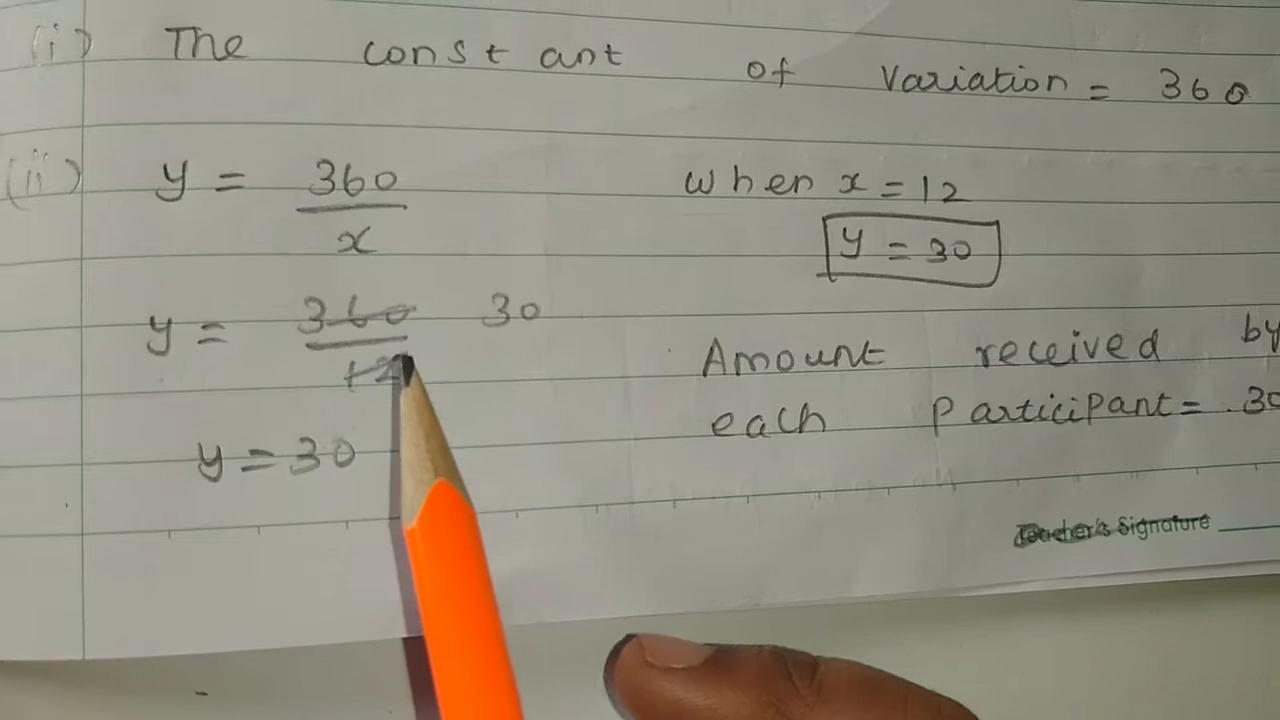 (i) The constant of variation = 360
(ii) y = 360/x
y = 360/12 30
y = 30
when x = 12
y = 30
Amount received by
each participant = 30
Teacher's Signature